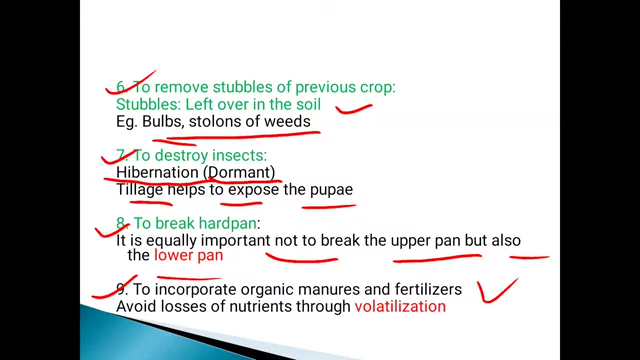 6. To remove stubbles of previous crop:
Stubbles: Left over in the soil
Eg. Bulbs, stolons of weeds
7. To destroy insects:
Hibernation (Dormant)
Tillage helps to expose the pupae
8. To break hardpan:
It is equally important not to break the upper pan but also
the lower pan
9. To incorporate organic manures and fertilizers
Avoid losses of nutrients through volatilization